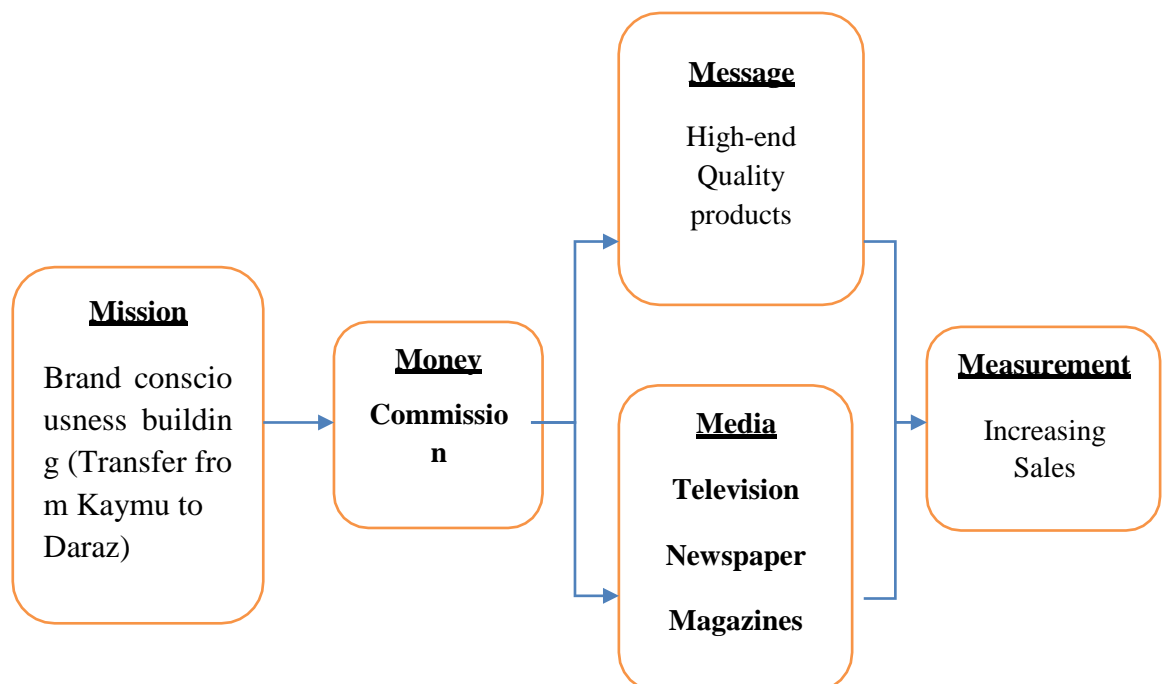 Mission
Brand conscio
usness buildin
g (Transfer fro
m Kaymu to
Daraz)
Money
Commissio
n
Message
High-end
Quality
products
Media
Television
Newspaper
Magazines
Measurement
Increasing
Sales